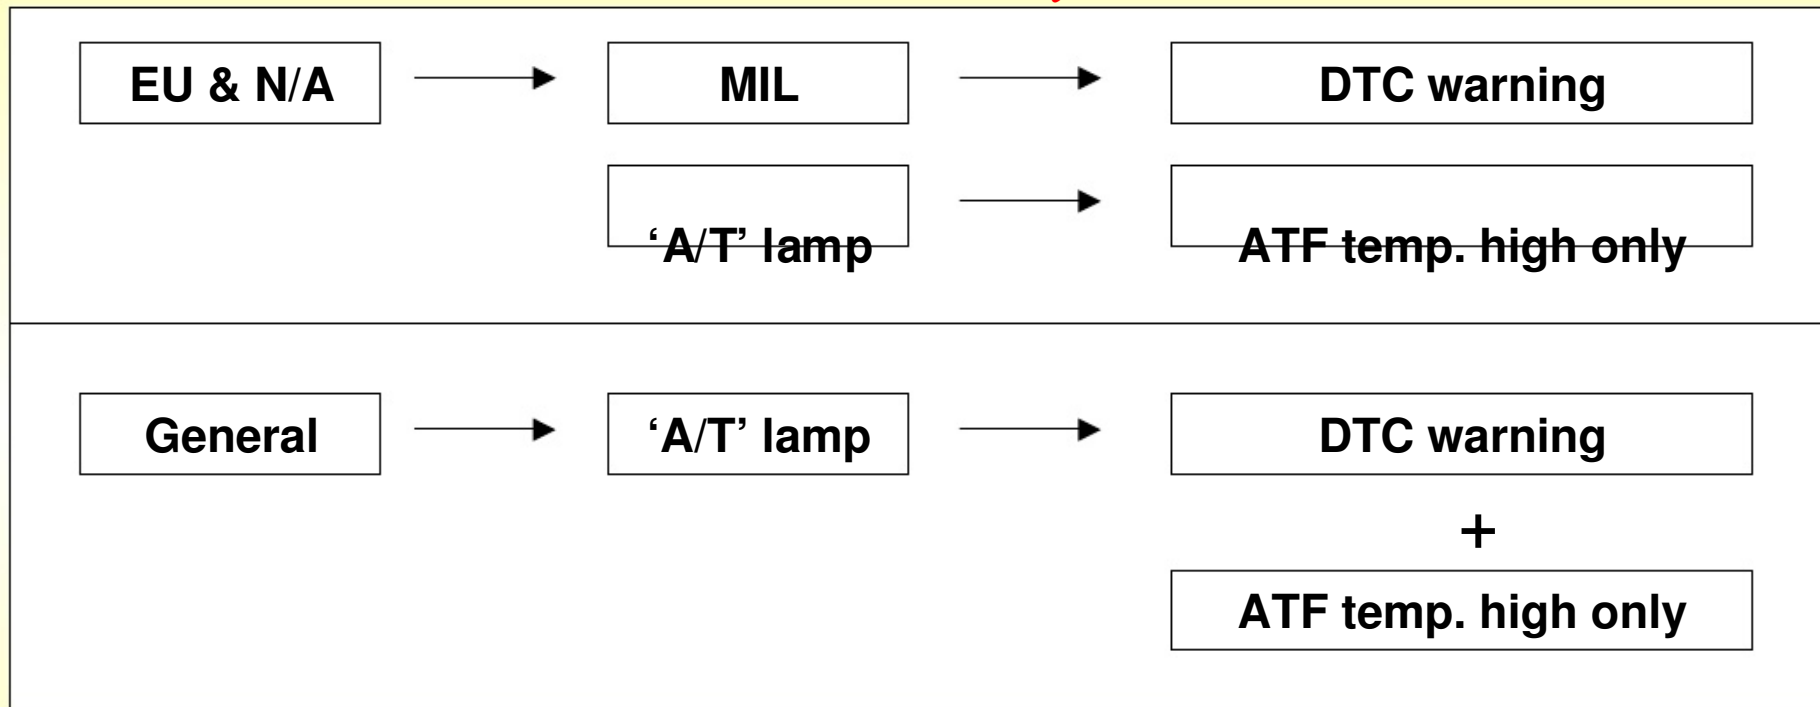 EU & N/A MIL DTC warning
‘A/T’ lamp ATF temp. high only
General ‘A/T’ lamp DTC warning
+
ATF temp. high only